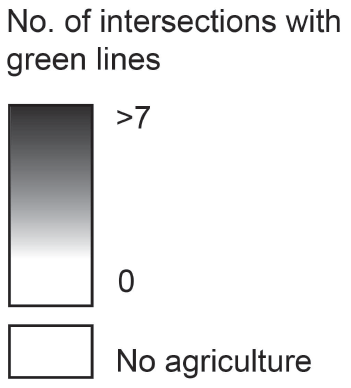 No. of intersections with
green lines
>7
0
No agriculture